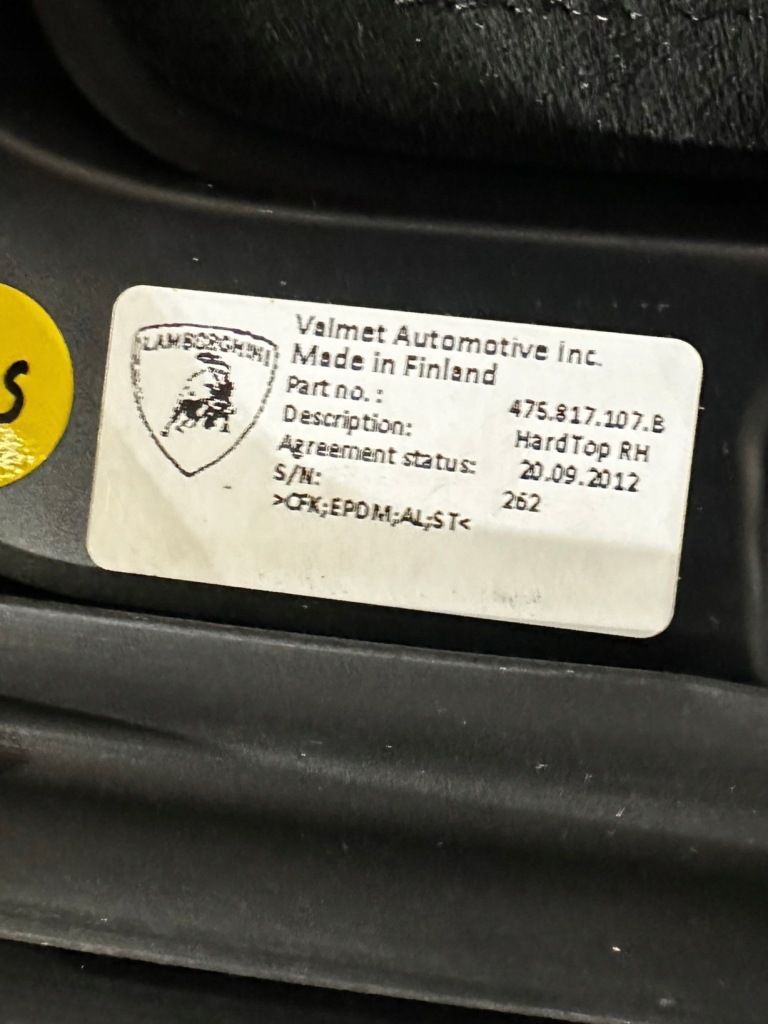 S
LAMBORGHINI
Valmet Automotive Inc.
Made in Finland
Part no. : 475.817.107.B
Description: HardTop RH
Agreement status: 20.09.2012
S/N: 262
>CFK;EPDM;AL;ST<